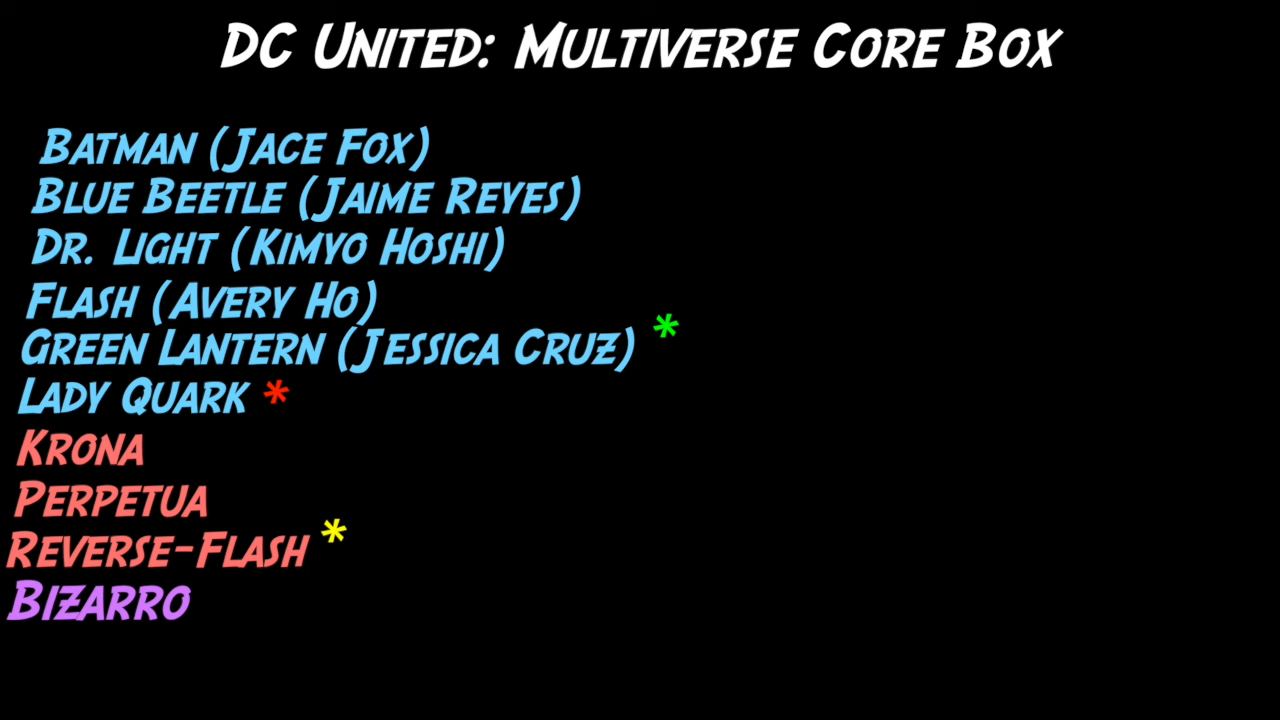 DC United: Multiverse Core Box
Batman (Jace Fox)
Blue Beetle (Jaime Reyes)
Dr. Light (Kimyo Hoshi)
Flash (Avery Ho)
Green Lantern (Jessica Cruz) *
Lady Quark *
Krona
Perpetua
Reverse-Flash *
Bizarro